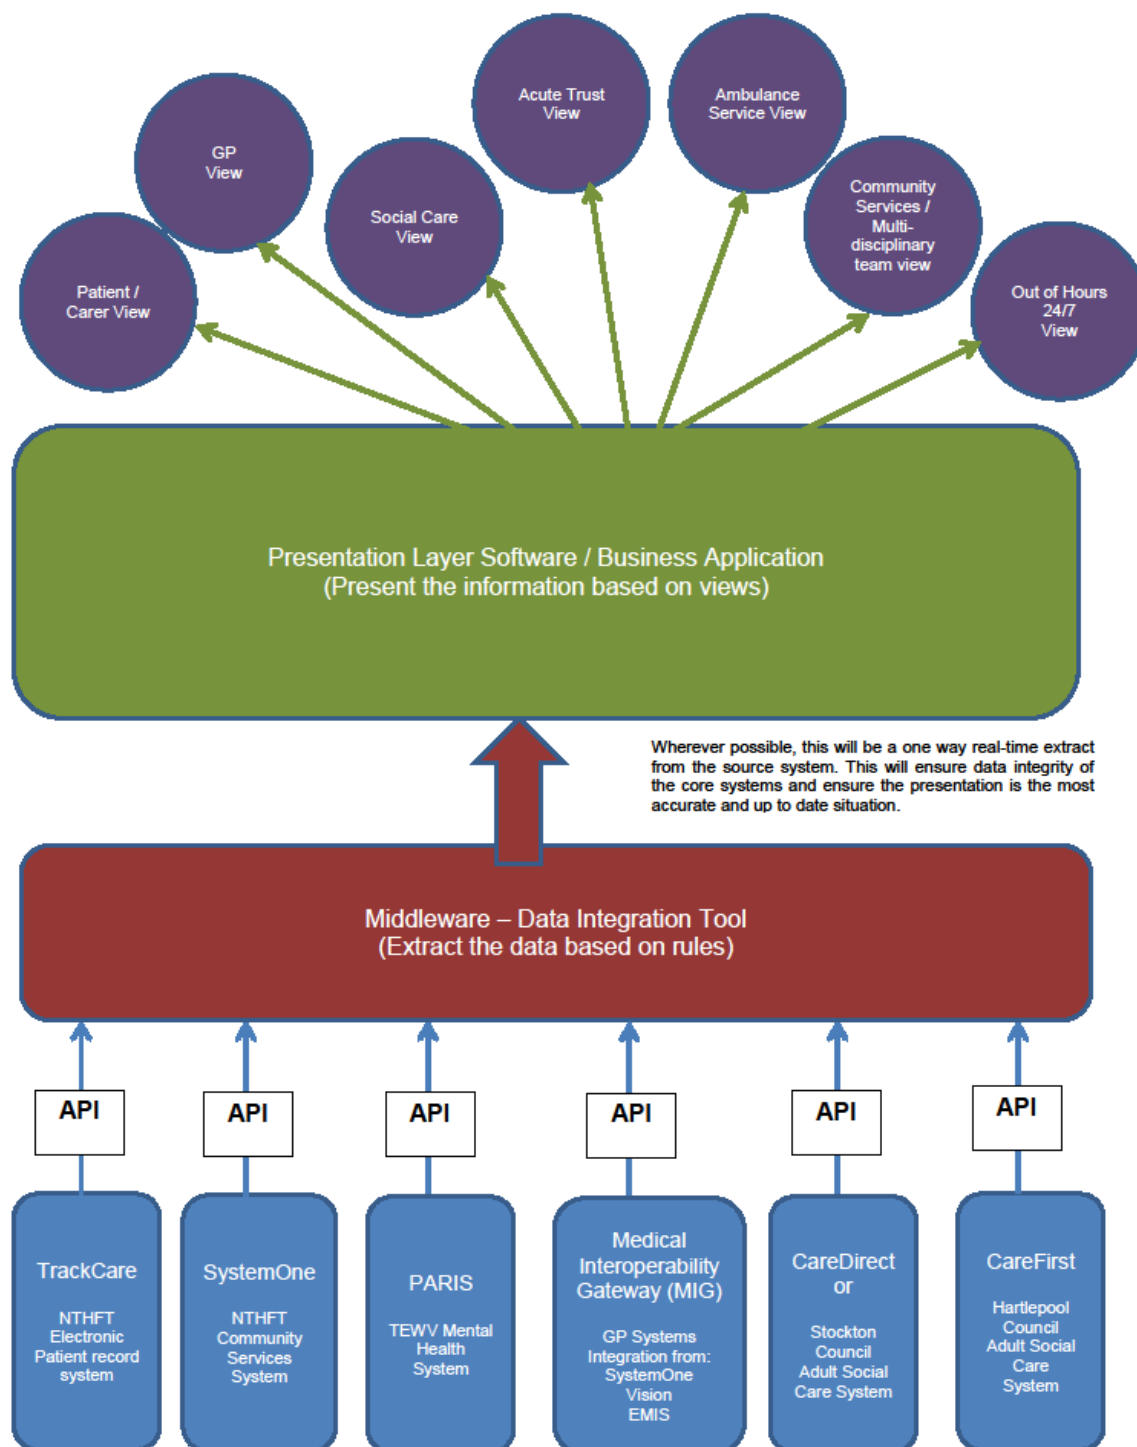 Acute Trust
View
Ambulance
Service View
GP
View
Social Care
View
Community
Services /
Multi-
disciplinary
team view
Patient /
Carer View
Out of Hours
24/7
View
Presentation Layer Software / Business Application
(Present the information based on views)
Wherever possible, this will be a one way real-time extract
from the source system. This will ensure data integrity of
the core systems and ensure the presentation is the most
accurate and up to date situation.
Middleware – Data Integration Tool
(Extract the data based on rules)
API
API
API
API
API
API
TrackCare
NTHFT
Electronic
Patient record
system
SystemOne
NTHFT
Community
Services
System
PARIS
TEWV Mental
Health
System
Medical
Interoperability
Gateway (MIG)
GP Systems
Integration from:
SystemOne
Vision
EMIS
CareDirect
or
Stockton
Council
Adult Social
Care System
CareFirst
Hartlepool
Council
Adult Social
Care
System